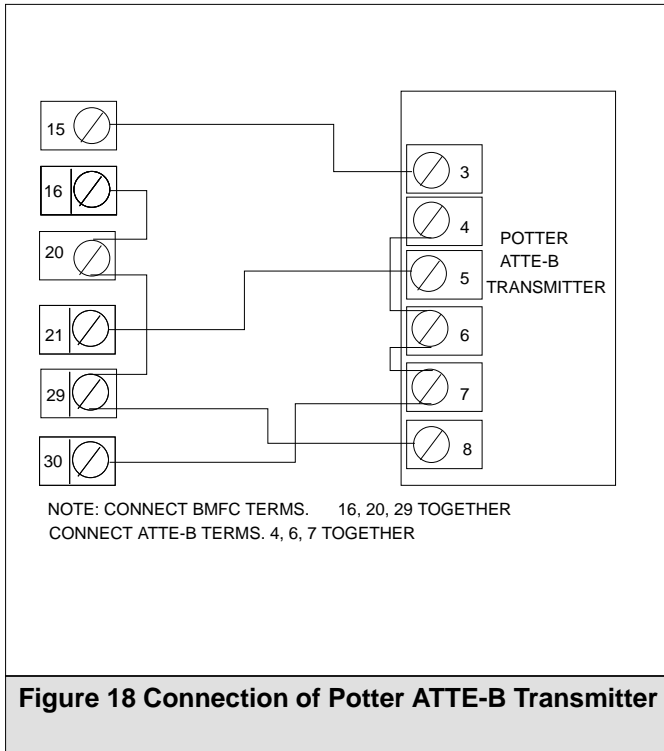 15
16
20
21
29
30
3
4
5
6
7
8
POTTER
ATTE-B
TRANSMITTER
NOTE: CONNECT BMFC TERMS. 16, 20, 29 TOGETHER
CONNECT ATTE-B TERMS. 4, 6, 7 TOGETHER
Figure 18 Connection of Potter ATTE-B Transmitter